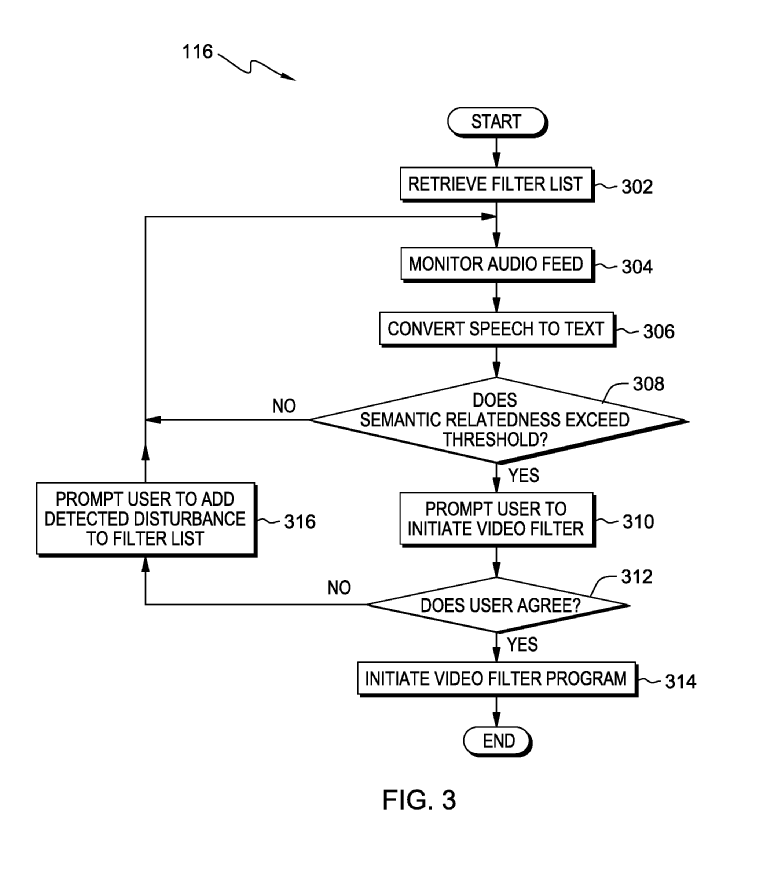 116
START
RETRIEVE FILTER LIST
302
MONITOR AUDIO FEED
304
CONVERT SPEECH TO TEXT
306
308
DOES
SEMANTIC RELATEDNESS EXCEED
THRESHOLD?
NO
YES
PROMPT USER TO
INITIATE VIDEO FILTER
310
PROMPT USER TO ADD
DETECTED DISTURBANCE
TO FILTER LIST
316
312
DOES USER AGREE?
NO
YES
INITIATE VIDEO FILTER PROGRAM
314
END
FIG. 3